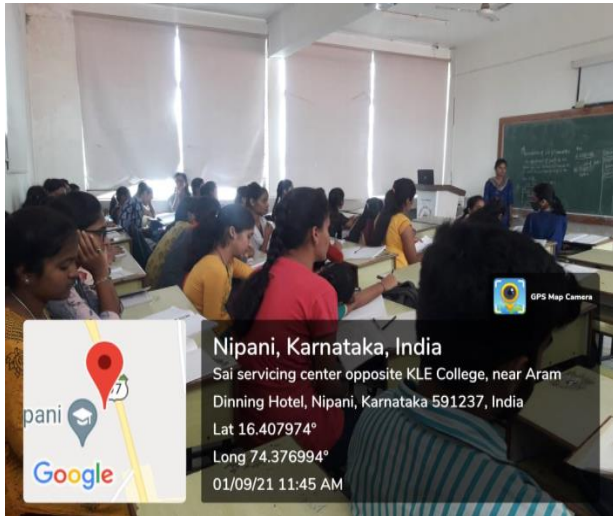 GPS Map Camera
Nipani, Karnataka, India
Sai servicing center opposite KLE College, near Aram
Dinning Hotel, Nipani, Karnataka 591237, India
Lat 16.407974°
Long 74.376994°
01/09/21 11:45 AM
pani
Google